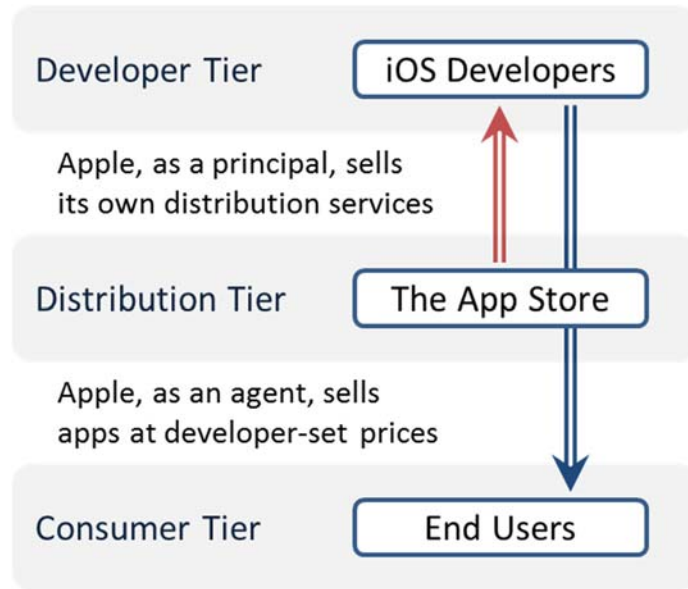 Developer Tier
iOS Developers
Apple, as a principal, sells
its own distribution services
Distribution Tier
The App Store
Apple, as an agent, sells
apps at developer-set prices
Consumer Tier
End Users